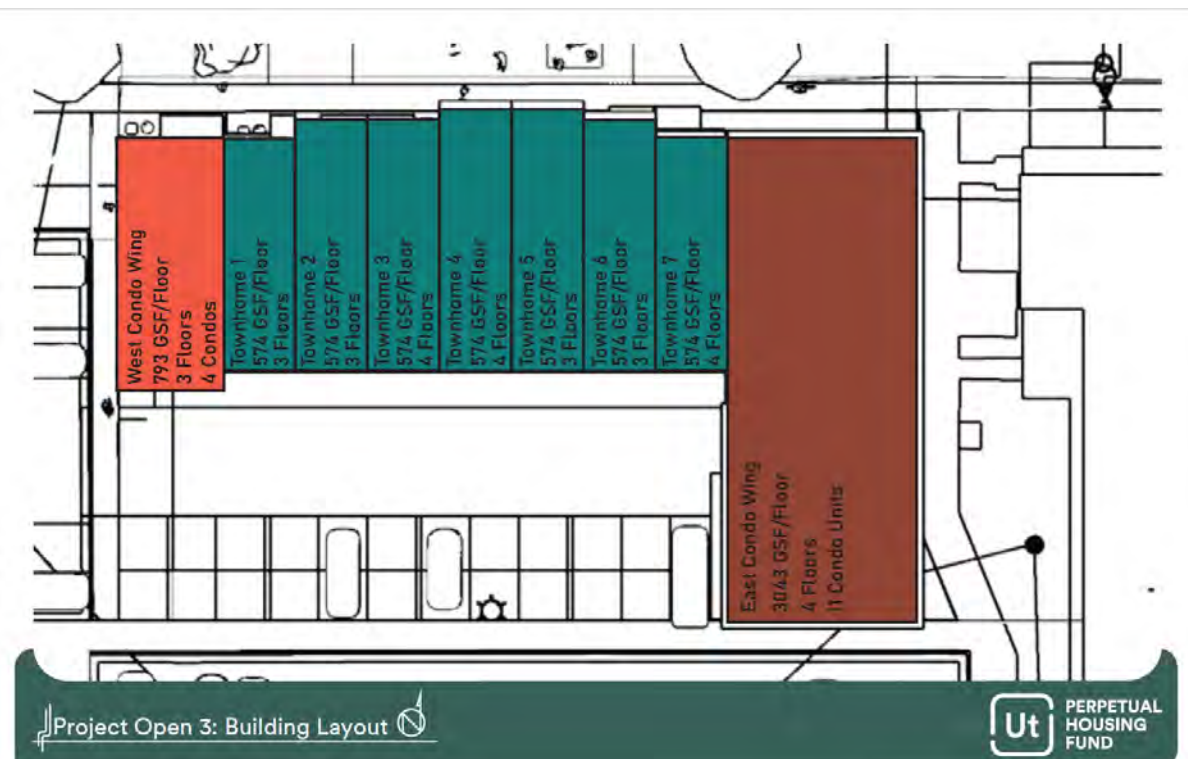 West Condo Wing
793 GSF/Floor
3 Floors
4 Condos
Townhome 1
574 GSF/Floor
3 Floors
Townhome 2
574 GSF/Floor
3 Floors
Townhome 3
574 GSF/Floor
4 Floors
Townhome 4
574 GSF/Floor
4 Floors
Townhome 5
574 GSF/Floor
3 Floors
Townhome 6
574 GSF/Floor
3 Floors
Townhome 7
574 GSF/Floor
4 Floors
East Condo Wing
3043 GSF/Floor
4 Floors
11 Condo Units
Project Open 3: Building Layout
N
Ut
PERPETUAL
HOUSING
FUND